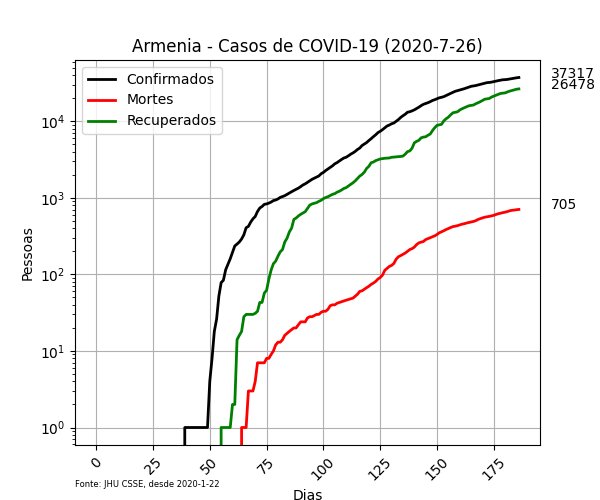 Armenia - Casos de COVID-19 (2020-7-26)
Confirmados
Mortes
Recuperados
37317
26478
705
Pessoas
10^4
10^3
10^2
10^1
10^0
0
25
50
75
100
125
150
175
Fonte: JHU CSSE, desde 2020-1-22
Dias